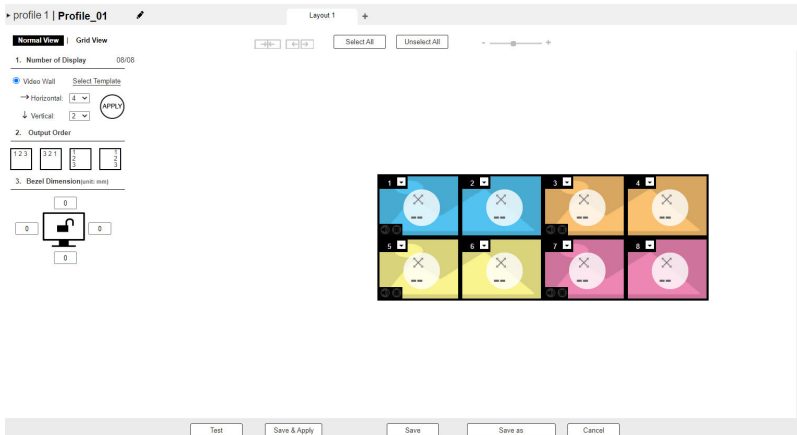 profile 1 | Profile_01
Layout 1 +
Normal View | Grid View
Select All Unselect All - +
1. Number of Display 08/08
Video Wall Select Template
Horizontal: 4
APPLY
Vertical: 2
2. Output Order
1 2 3 3 2 1 1 2 3 1 2 3
3. Bezel Dimension(unit: mm)
0
0 0
0
1 2 3 4
-- -- -- --
5 6 7 8
-- -- -- --
Test Save & Apply Save Save as Cancel